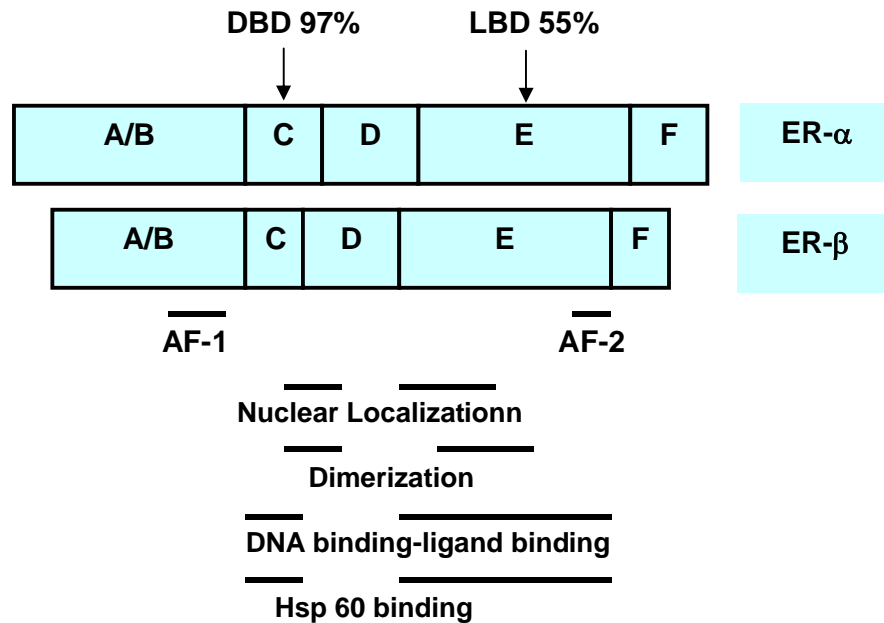 DBD 97% LBD 55%
A/B C D E F ER-α
A/B C D E F ER-β
AF-1 AF-2
Nuclear Localizationn
Dimerization
DNA binding-ligand binding
Hsp 60 binding